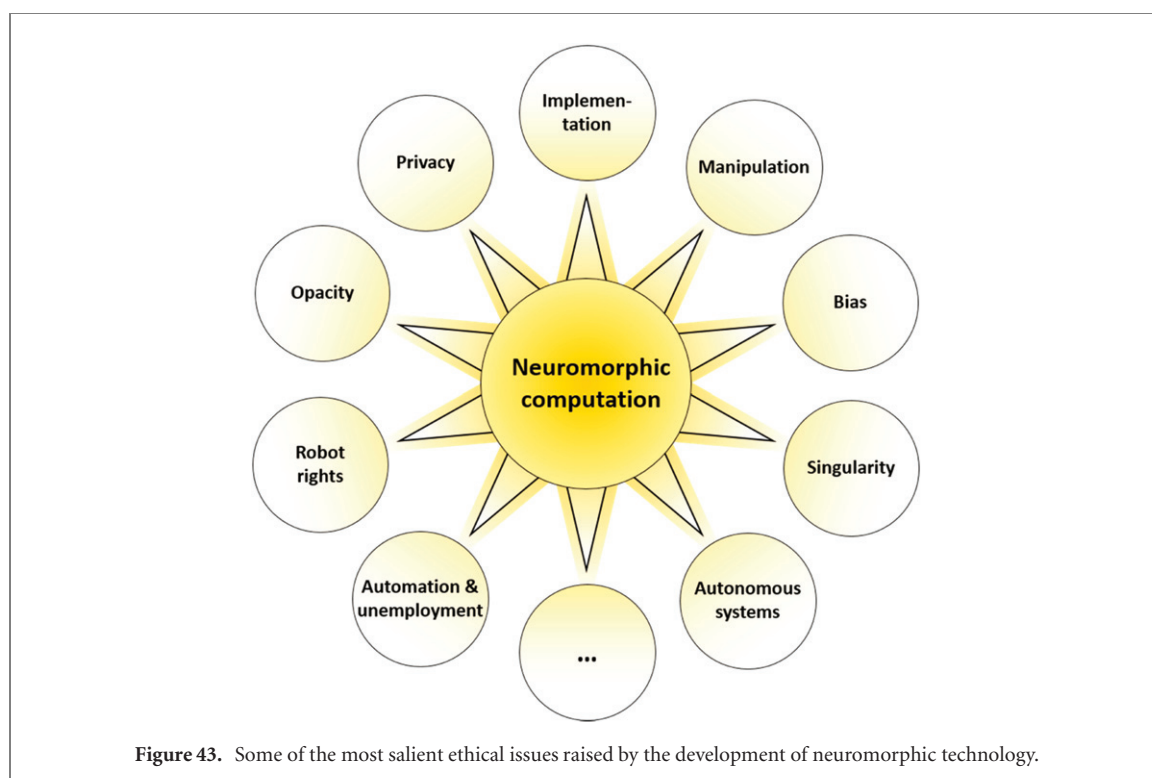 Implemen-
tation
Privacy
Manipulation
Opacity
Bias
Neuromorphic
computation
Robot
rights
Singularity
Automation &
unemployment
Autonomous
systems
...
Figure 43. Some of the most salient ethical issues raised by the development of neuromorphic technology.